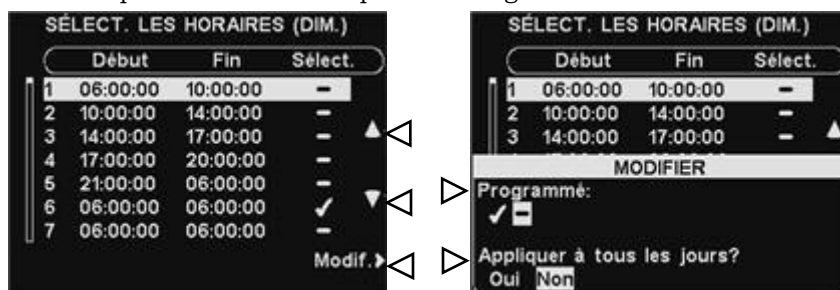 SÉLECT. LES HORAIRES (DIM.)
Début Fin Sélect.
1 06:00:00 10:00:00 –
2 10:00:00 14:00:00 –
3 14:00:00 17:00:00 –
4 17:00:00 20:00:00 –
5 21:00:00 06:00:00 –
6 06:00:00 06:00:00 ✓
7 06:00:00 06:00:00 –
Modif.
SÉLECT. LES HORAIRES (DIM.)
Début Fin Sélect.
1 06:00:00 10:00:00 –
2 10:00:00 14:00:00 –
3 14:00:00 17:00:00 –
MODIFIER
Programmé:
✓ –
Appliquer à tous les jours?
Oui Non